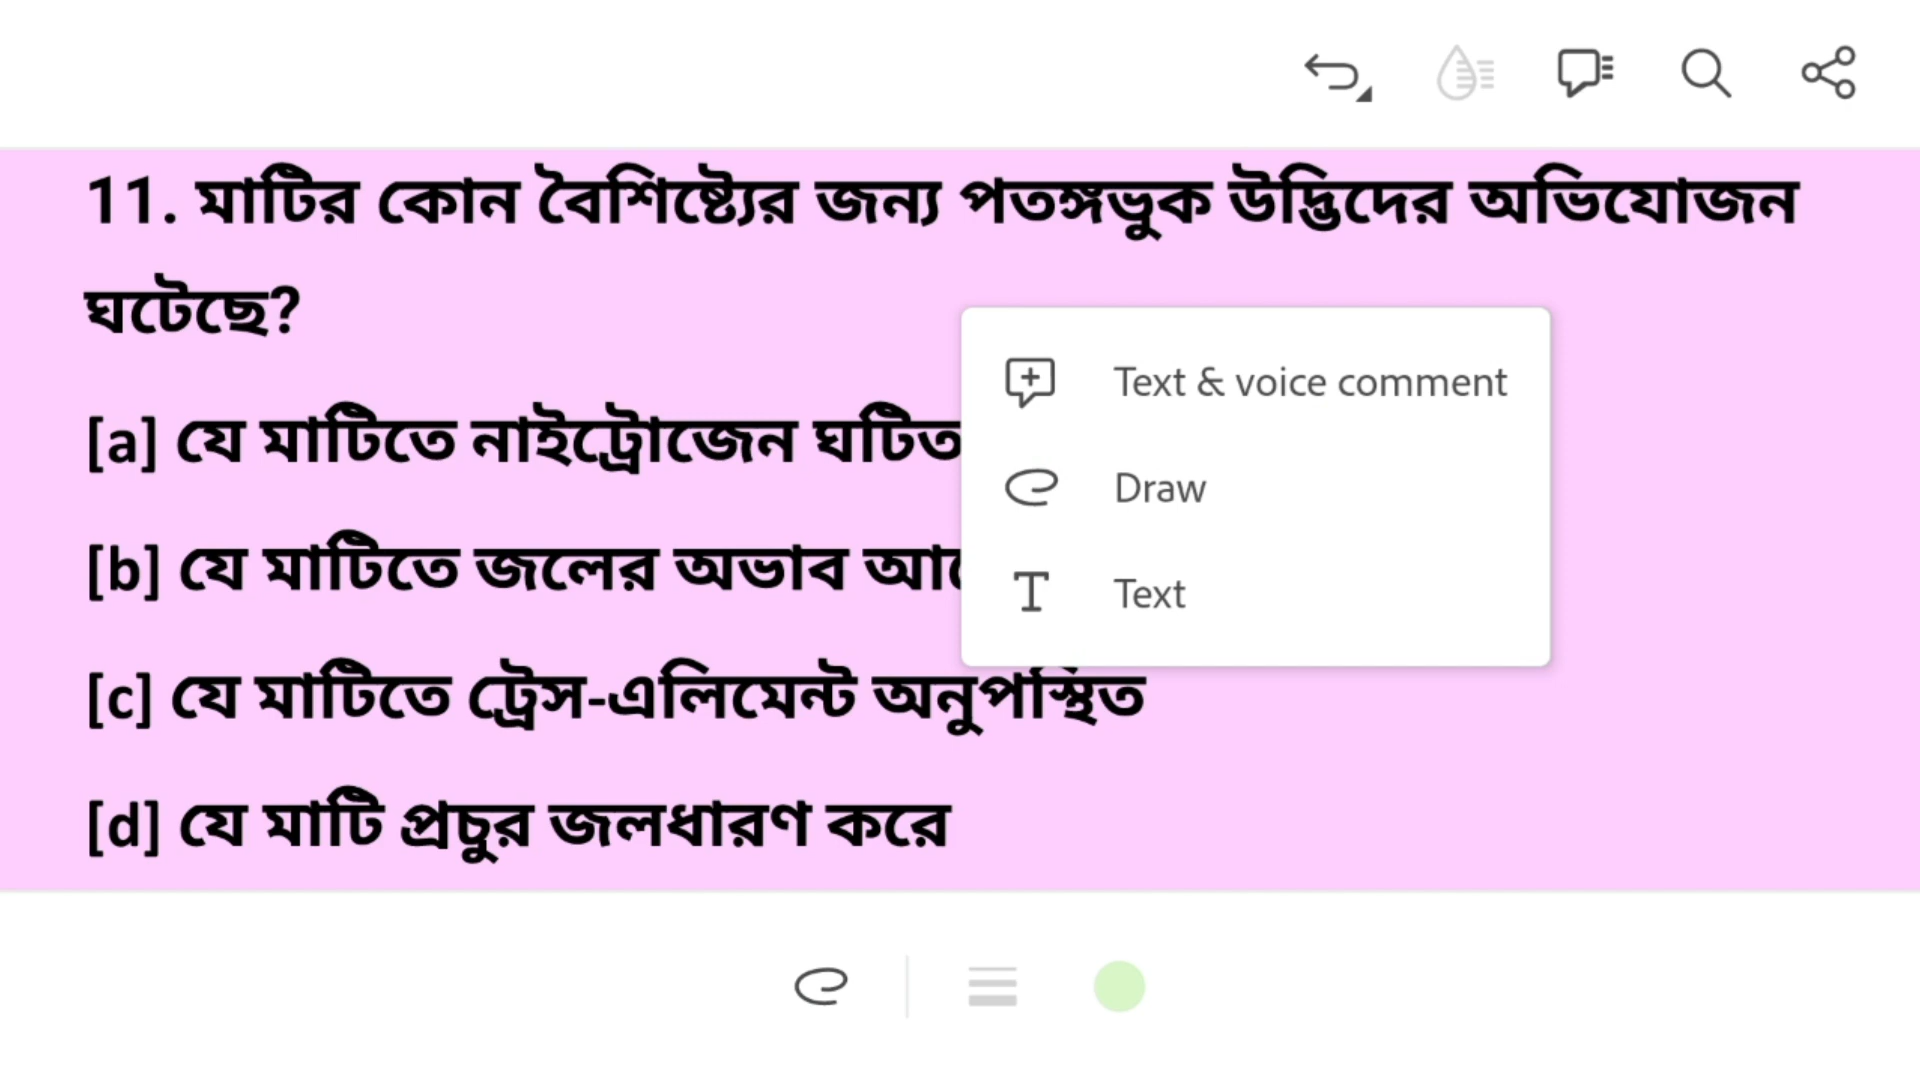 11. মাটির কোন বৈশিষ্ট্যের জন্য পতঙ্গভুক উদ্ভিদের অভিযোজন
ঘটেছে?
[a] যে মাটিতে নাইট্রোজেন ঘটিত
[b] যে মাটিতে জলের অভাব
[c] যে মাটিতে ট্রেস-এলিমেন্ট অনুপস্থিত
[d] যে মাটি প্রচুর জলধারণ করে
Text & voice comment
Draw
Text